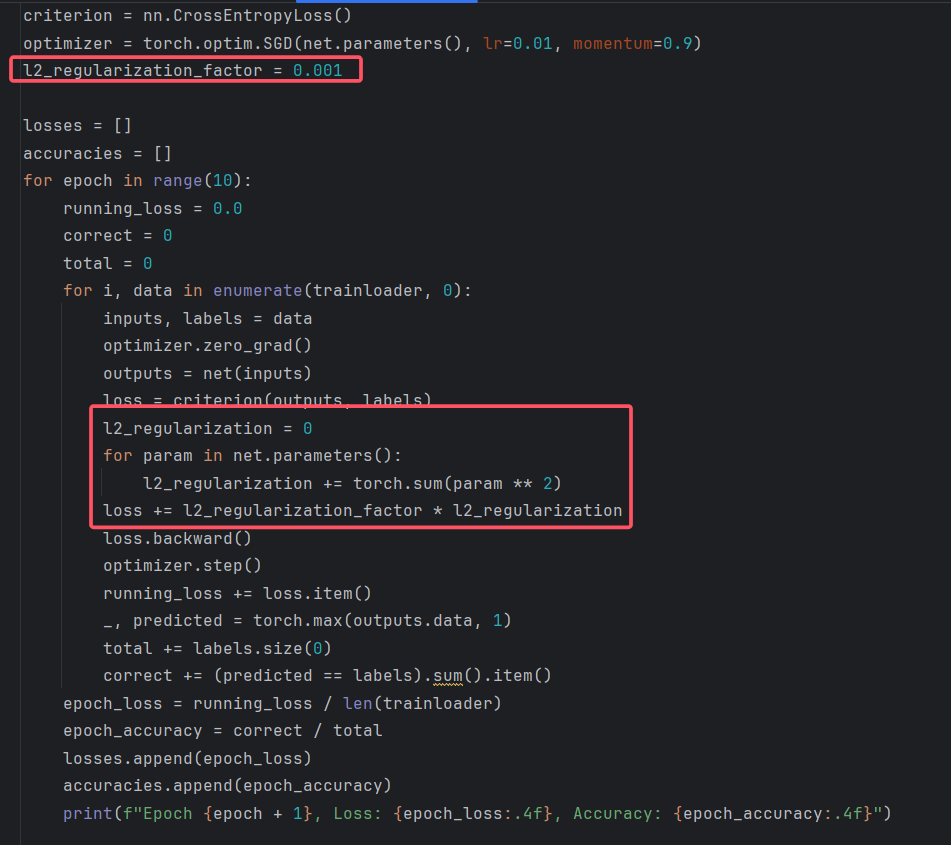 criterion = nn.CrossEntropyLoss()
optimizer = torch.optim.SGD(net.parameters(), lr=0.01, momentum=0.9)
l2_regularization_factor = 0.001
losses = []
accuracies = []
for epoch in range(10):
    running_loss = 0.0
    correct = 0
    total = 0
    for i, data in enumerate(trainloader, 0):
        inputs, labels = data
        optimizer.zero_grad()
        outputs = net(inputs)
        loss = criterion(outputs, labels)
        l2_regularization = 0
        for param in net.parameters():
            l2_regularization += torch.sum(param ** 2)
        loss += l2_regularization_factor * l2_regularization
        loss.backward()
        optimizer.step()
        running_loss += loss.item()
        _, predicted = torch.max(outputs.data, 1)
        total += labels.size(0)
        correct += (predicted == labels).sum().item()
    epoch_loss = running_loss / len(trainloader)
    epoch_accuracy = correct / total
    losses.append(epoch_loss)
    accuracies.append(epoch_accuracy)
    print(f"Epoch {epoch + 1}, Loss: {epoch_loss:.4f}, Accuracy: {epoch_accuracy:.4f}")